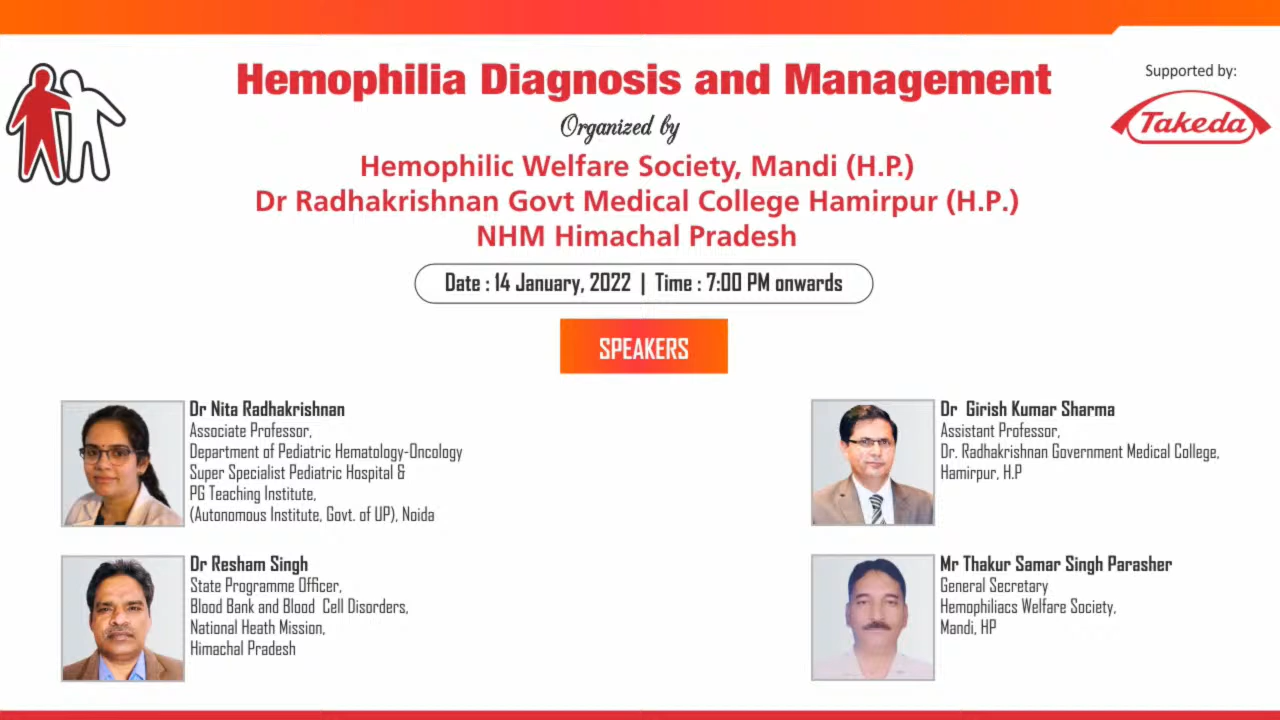 Hemophilia Diagnosis and Management
Supported by:
Takeda
Organized by
Hemophilic Welfare Society, Mandi (H.P.)
Dr Radhakrishnan Govt Medical College Hamirpur (H.P.)
NHM Himachal Pradesh
Date : 14 January, 2022 | Time : 7:00 PM onwards
SPEAKERS
Dr Nita Radhakrishnan
Associate Professor,
Department of Pediatric Hematology-Oncology
Super Specialist Pediatric Hospital &
PG Teaching Institute,
(Autonomous Institute, Govt. of UP), Noida
Dr Girish Kumar Sharma
Assistant Professor,
Dr. Radhakrishnan Government Medical College,
Hamirpur, H.P
Dr Resham Singh
State Programme Officer,
Blood Bank and Blood Cell Disorders,
National Heath Mission,
Himachal Pradesh
Mr Thakur Samar Singh Parasher
General Secretary
Hemophiliacs Welfare Society,
Mandi, HP